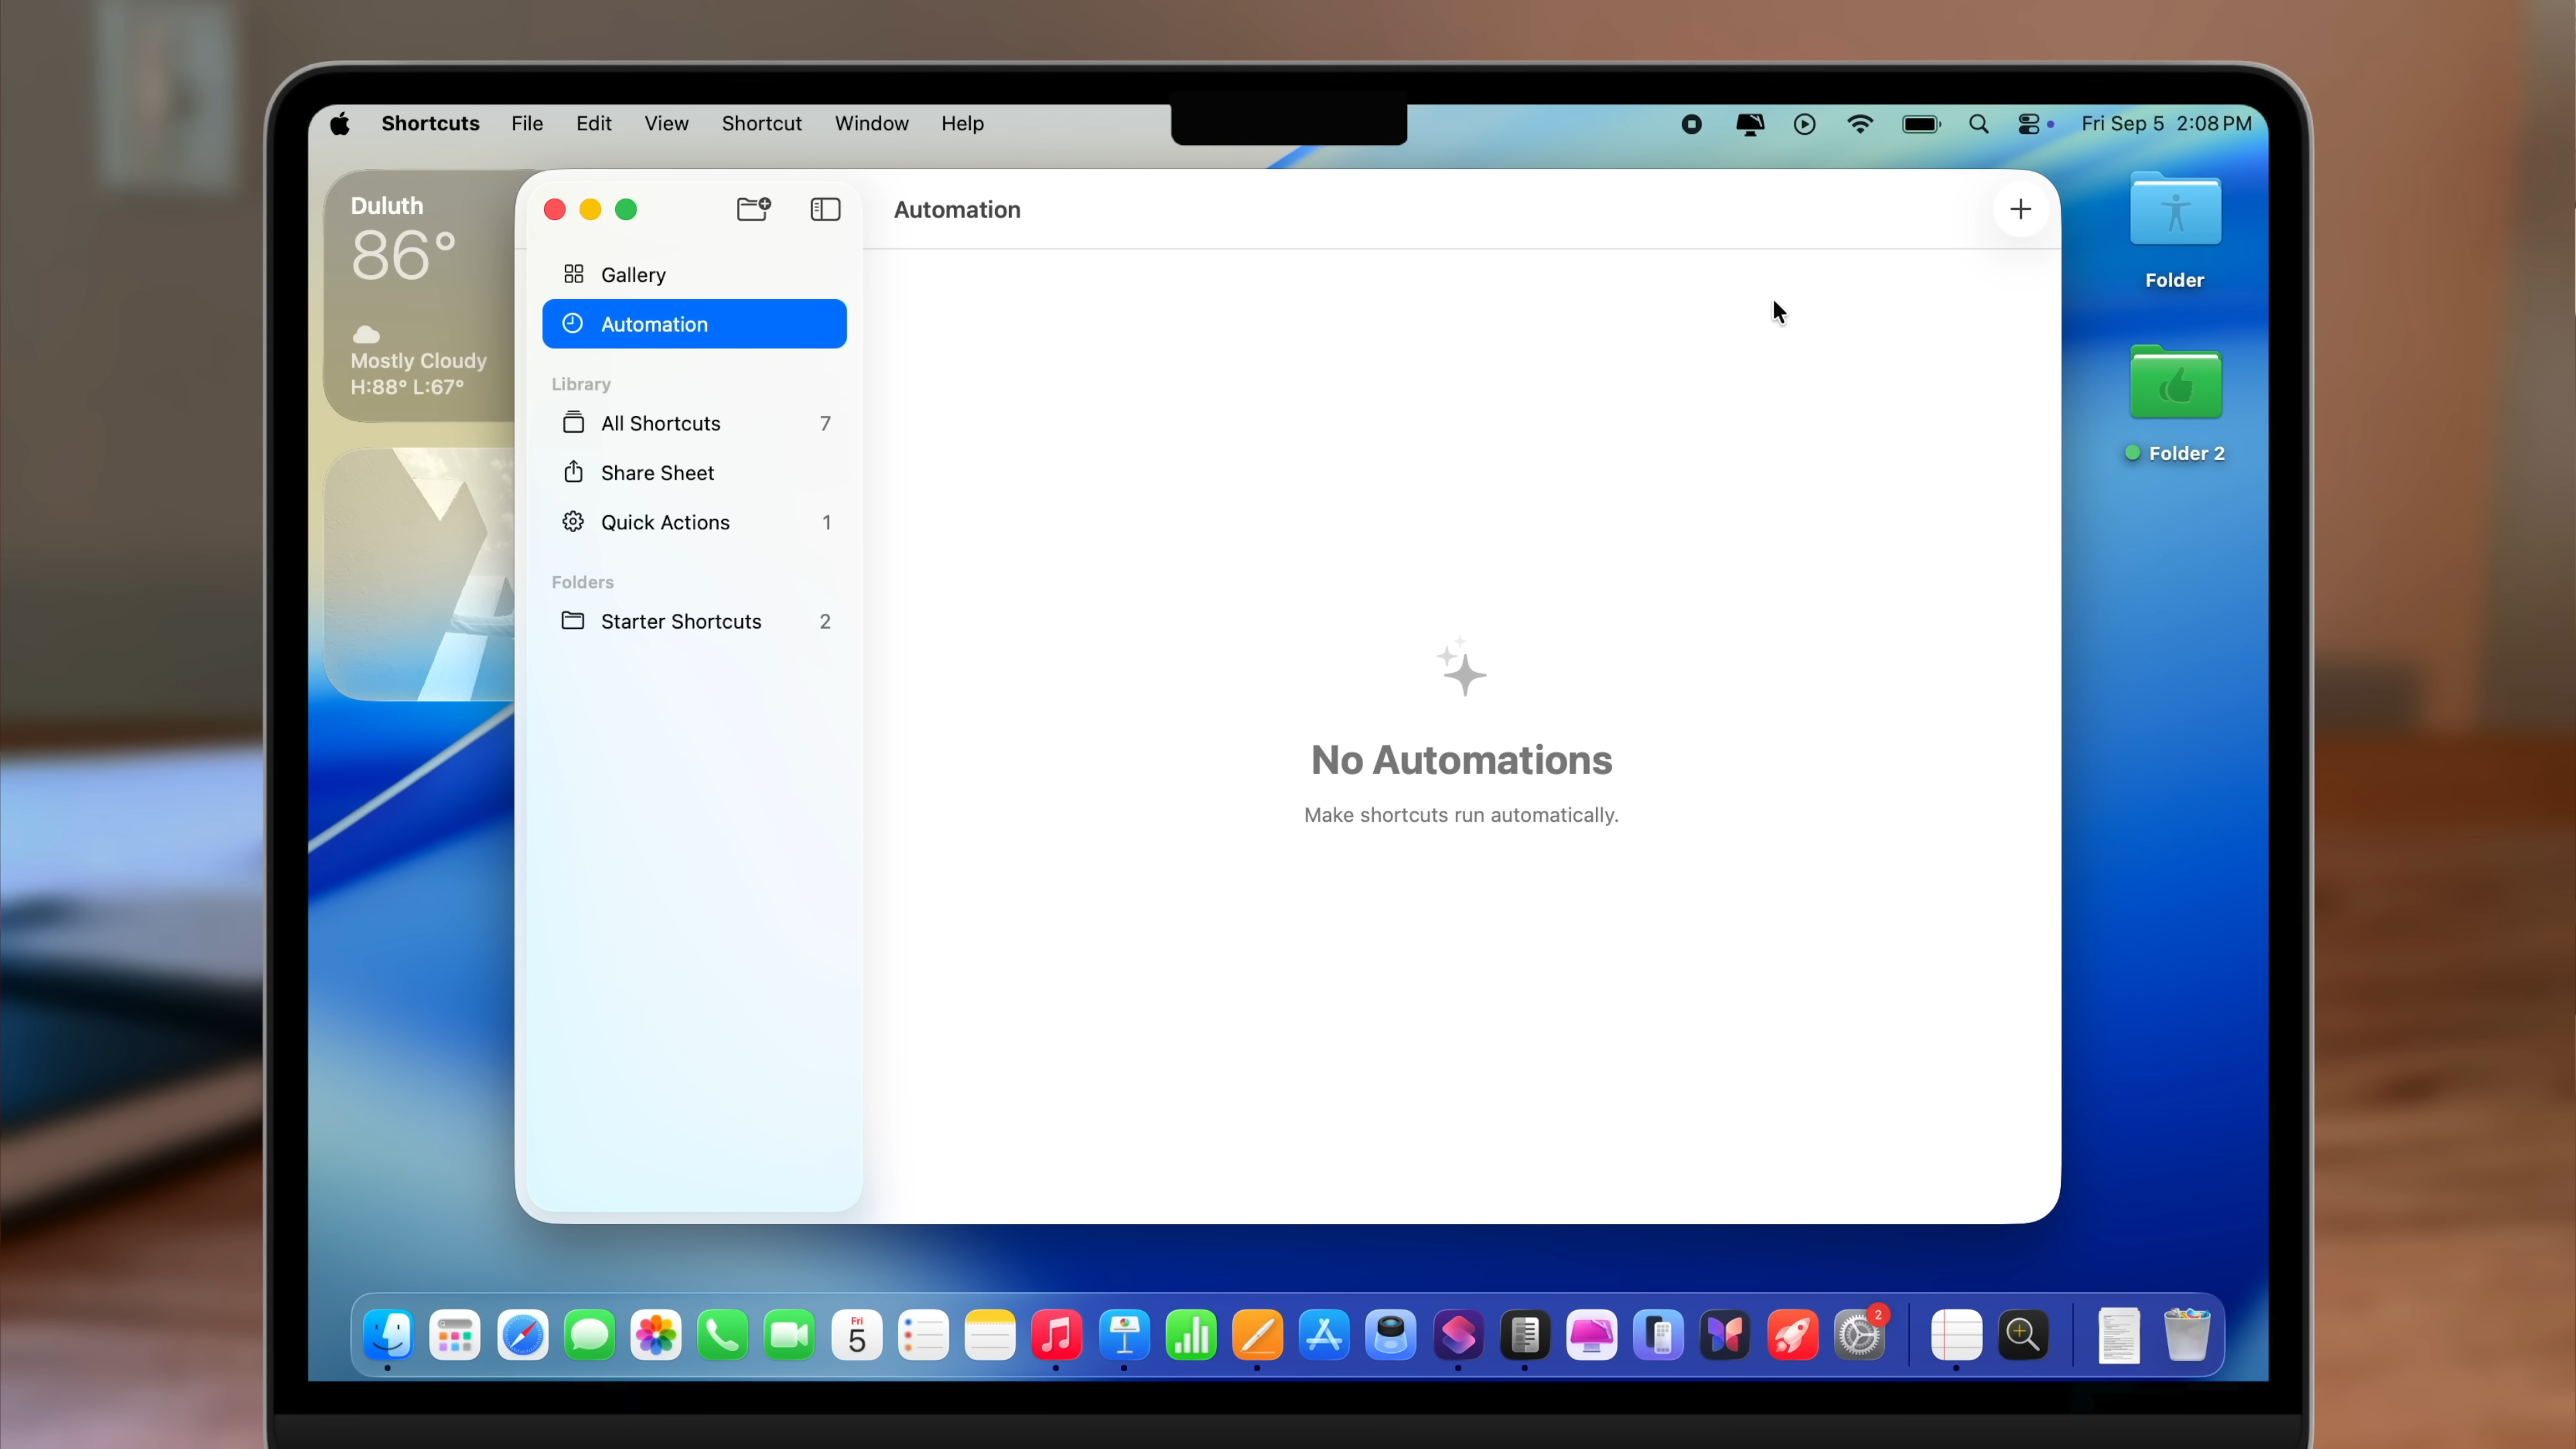 Shortcuts File Edit View Shortcut Window Help Fri Sep 5 2:08 PM
Duluth
86°
Mostly Cloudy
H:88° L:67°
Automation
Gallery
Automation
Library
All Shortcuts 7
Share Sheet
Quick Actions 1
Folders
Starter Shortcuts 2
No Automations
Make shortcuts run automatically.
Folder
Folder 2
Fri
5
2